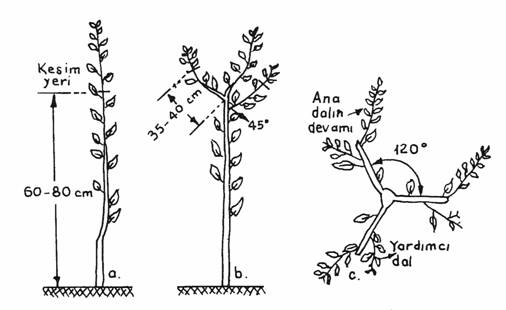 Kesim
yeri
60-80 cm
a.
35-40 cm
45°
b.
Ana
dalın
devamı
120°
Yardımcı
dal
c.